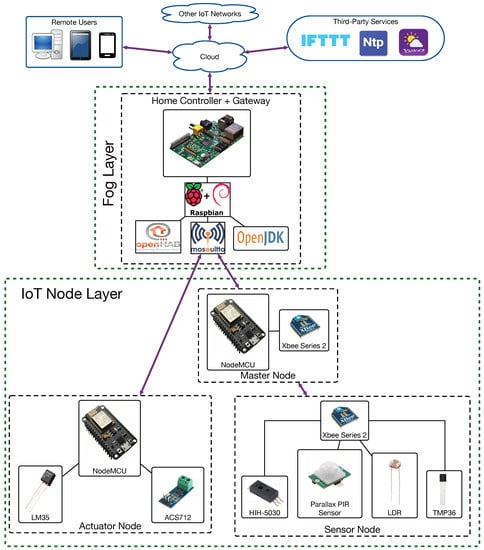 Remote Users
Other IoT Networks
Third-Party Services
IFTTT
Ntp
YAHOO!
Cloud
Home Controller + Gateway
Fog Layer
+
Raspbian
openHAB
mosquitto
OpenJDK
IoT Node Layer
NodeMCU
Xbee Series 2
Master Node
NodeMCU
LM35
ACS712
Actuator Node
Xbee Series 2
HIH-5030
Parallax PIR
Sensor
LDR
TMP36
Sensor Node